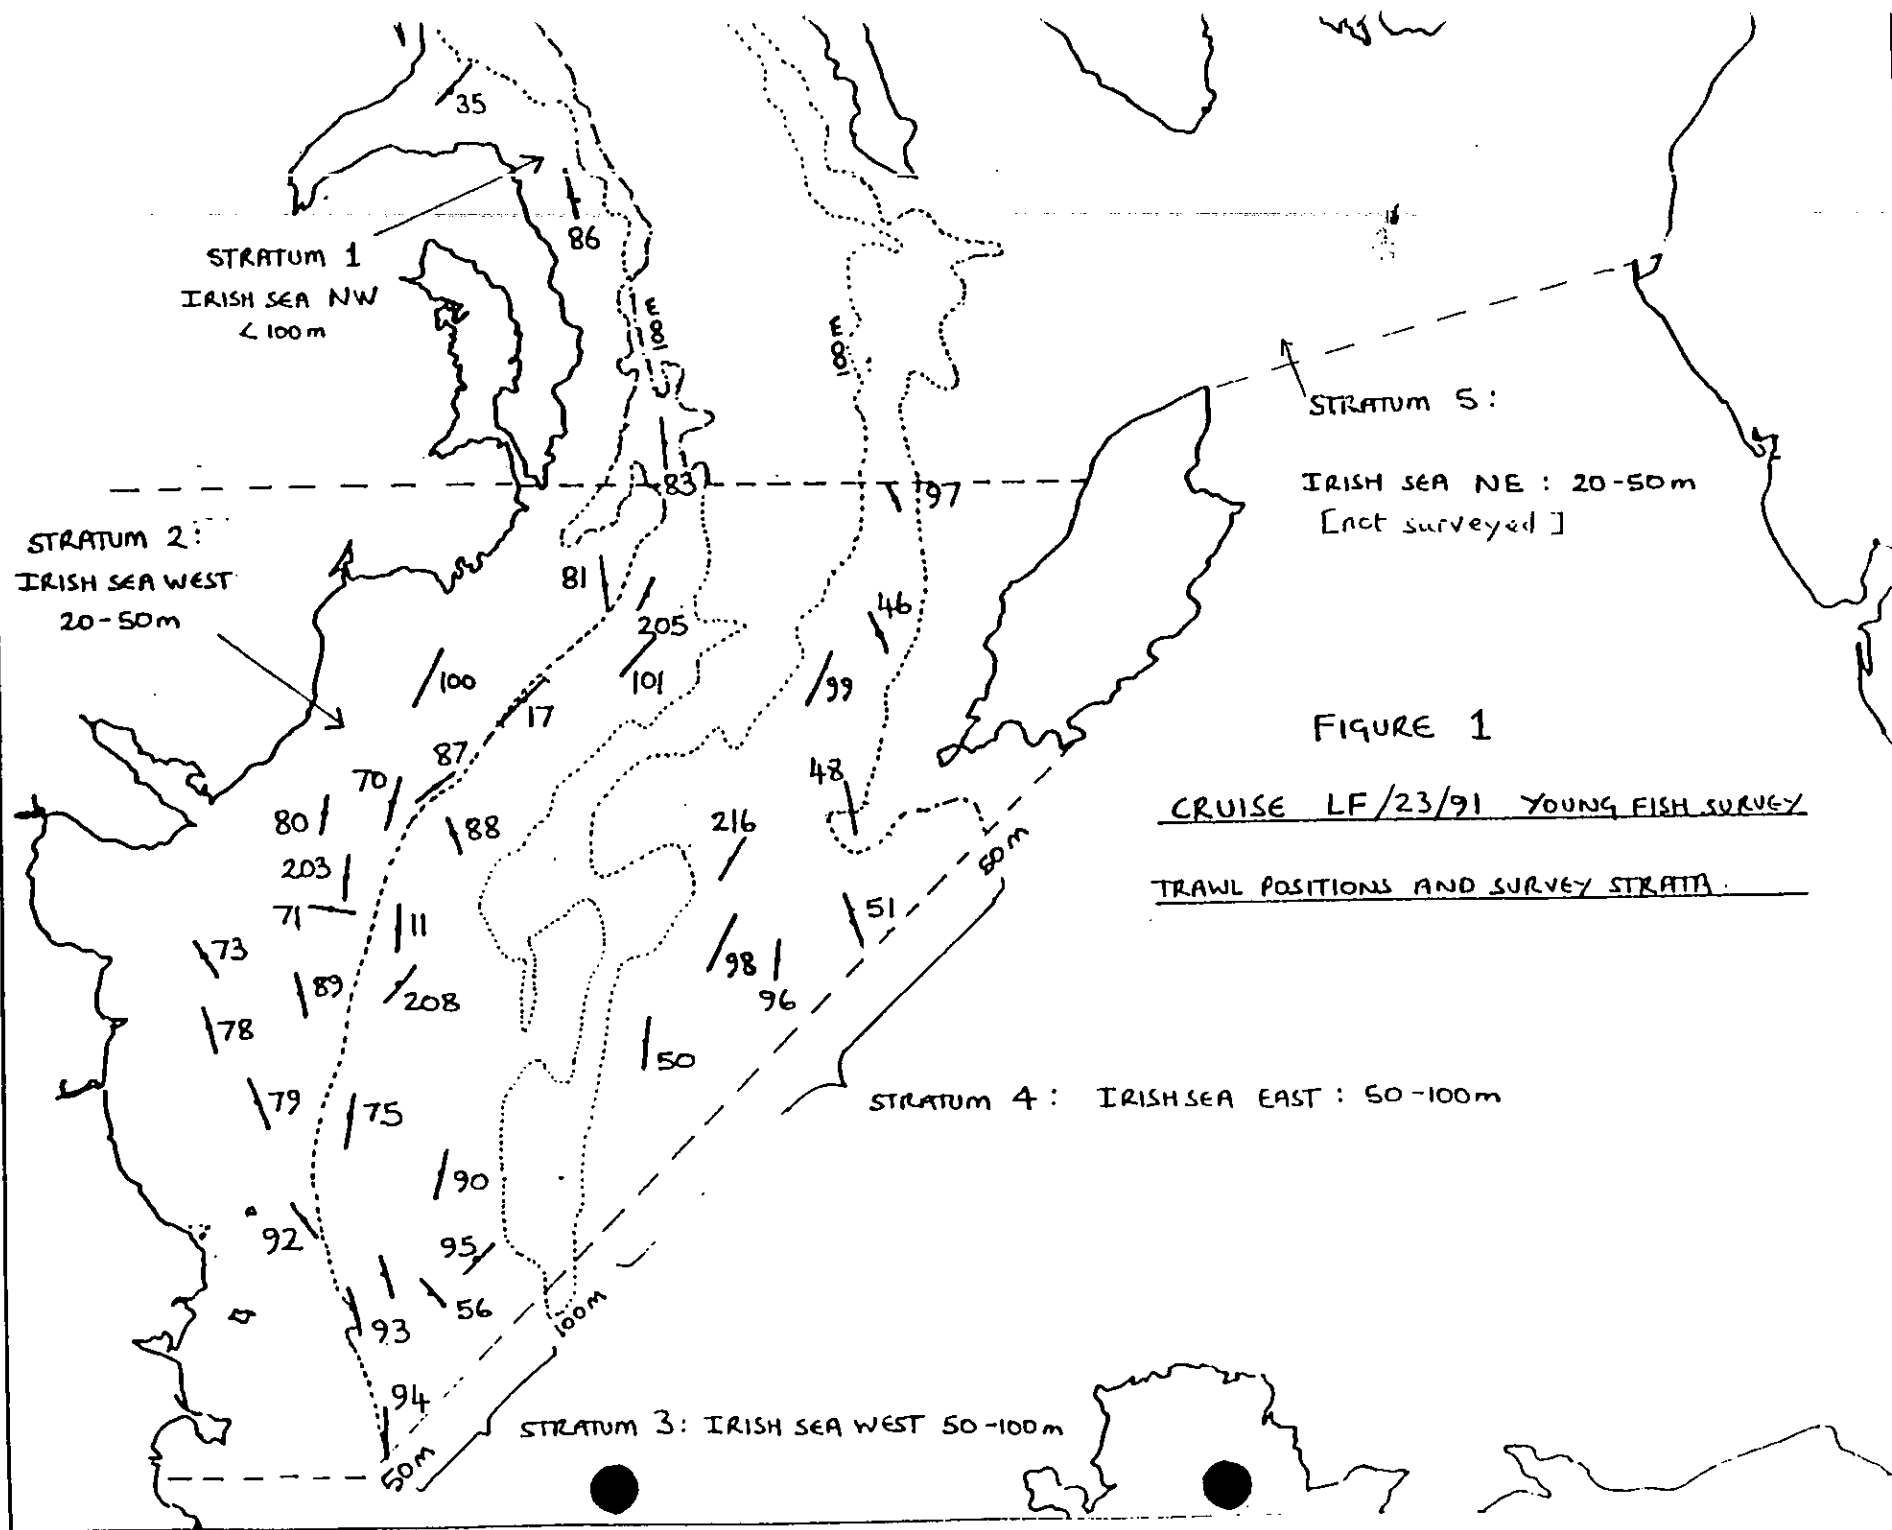 35
86
STRATUM 1
IRISH SEA NW
< 100m
100m
100m
STRATUM 5:
IRISH SEA NE : 20-50m
[not surveyed]
83
97
STRATUM 2:
IRISH SEA WEST
20-50m
81
205
46
100
101
99
17
FIGURE 1
CRUISE LF/23/91 YOUNG FISH SURVEY
TRAWL POSITIONS AND SURVEY STRATA.
87
70
48
80
88
216
203
50m
71
11
51
73
98
89
208
96
78
50
79
75
STRATUM 4: IRISH SEA EAST: 50-100m
90
92
95
56
93
100m
94
STRATUM 3: IRISH SEA WEST 50-100m
50m